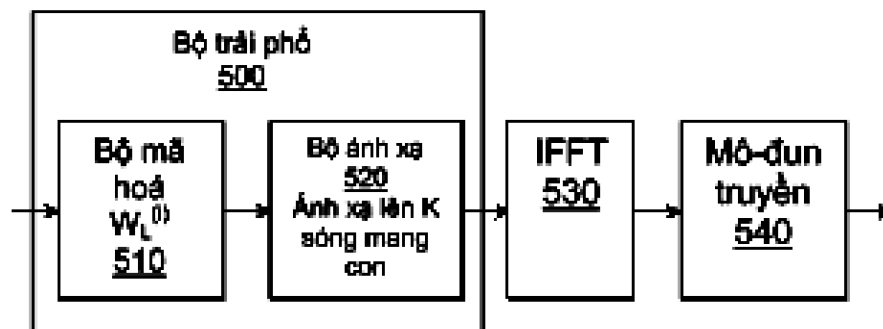 Bộ trải phổ
500
Bộ mã
hoá
W_L^(i)
510
Bộ ánh xạ
520
Ánh xạ lên K
sóng mang
con
IFFT
530
Mô-đun
truyền
540